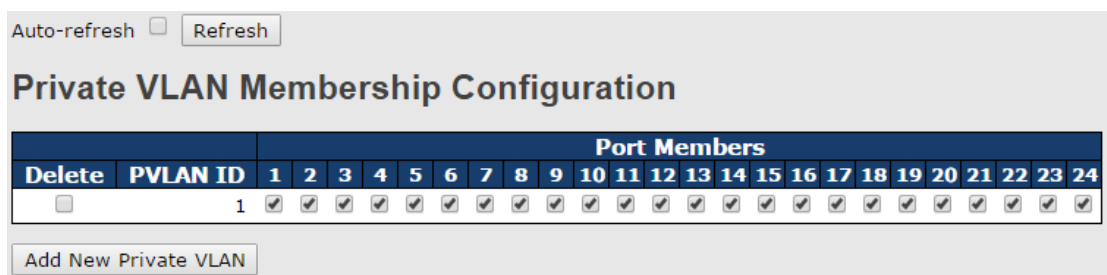 Auto-refresh Refresh
Private VLAN Membership Configuration
Port Members
Delete PVLAN ID 1 2 3 4 5 6 7 8 9 10 11 12 13 14 15 16 17 18 19 20 21 22 23 24
1
Add New Private VLAN